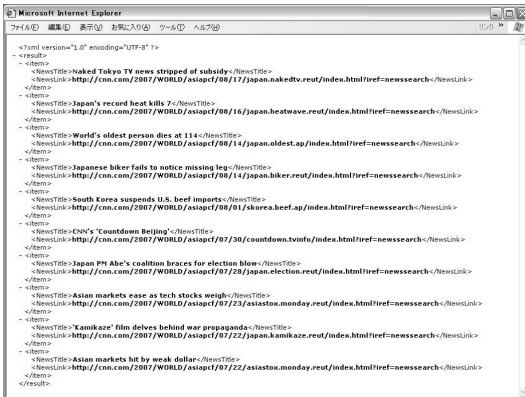 Microsoft Internet Explorer
ファイル(F) 編集(E) 表示(V) お気に入り(A) ツール(T) ヘルプ(H) リンク »
<?xml version="1.0" encoding="UTF-8" ?>
- <result>
- <item>
<NewsTitle>Naked Tokyo TV news stripped of subsidy</NewsTitle>
<NewsLink>http://cnn.com/2007/WORLD/asiapcf/08/17/japan.nakedtv.reut/index.html?iref=newssearch</NewsLink>
</item>
- <item>
<NewsTitle>Japan's record heat kills 7</NewsTitle>
<NewsLink>http://cnn.com/2007/WORLD/asiapcf/08/16/japan.heatwave.reut/index.html?iref=newssearch</NewsLink>
</item>
- <item>
<NewsTitle>World's oldest person dies at 114</NewsTitle>
<NewsLink>http://cnn.com/2007/WORLD/asiapcf/08/14/japan.oldest.ap/index.html?iref=newssearch</NewsLink>
</item>
- <item>
<NewsTitle>Japanese biker fails to notice missing leg</NewsTitle>
<NewsLink>http://cnn.com/2007/WORLD/asiapcf/08/14/japan.biker.reut/index.html?iref=newssearch</NewsLink>
</item>
- <item>
<NewsTitle>South Korea suspends U.S. beef imports</NewsTitle>
<NewsLink>http://cnn.com/2007/WORLD/asiapcf/08/01/skorea.beef.ap/index.html?iref=newssearch</NewsLink>
</item>
- <item>
<NewsTitle>CNN's 'Countdown Beijing'</NewsTitle>
<NewsLink>http://cnn.com/2007/WORLD/asiapcf/07/30/countdown.tvinfo/index.html?iref=newssearch</NewsLink>
</item>
- <item>
<NewsTitle>Japan PM Abe's coalition braces for election blow</NewsTitle>
<NewsLink>http://cnn.com/2007/WORLD/asiapcf/07/28/japan.election.reut/index.html?iref=newssearch</NewsLink>
</item>
- <item>
<NewsTitle>Asian markets ease as tech stocks weigh</NewsTitle>
<NewsLink>http://cnn.com/2007/WORLD/asiapcf/07/23/asiastox.monday.reut/index.html?iref=newssearch</NewsLink>
</item>
- <item>
<NewsTitle>'Kamikaze' film delves behind war propaganda</NewsTitle>
<NewsLink>http://cnn.com/2007/WORLD/asiapcf/07/22/japan.kamikaze.reut/index.html?iref=newssearch</NewsLink>
</item>
- <item>
<NewsTitle>Asian markets hit by weak dollar</NewsTitle>
<NewsLink>http://cnn.com/2007/WORLD/asiapcf/07/22/asiastox.monday.reut/index.html?iref=newssearch</NewsLink>
</item>
</result>